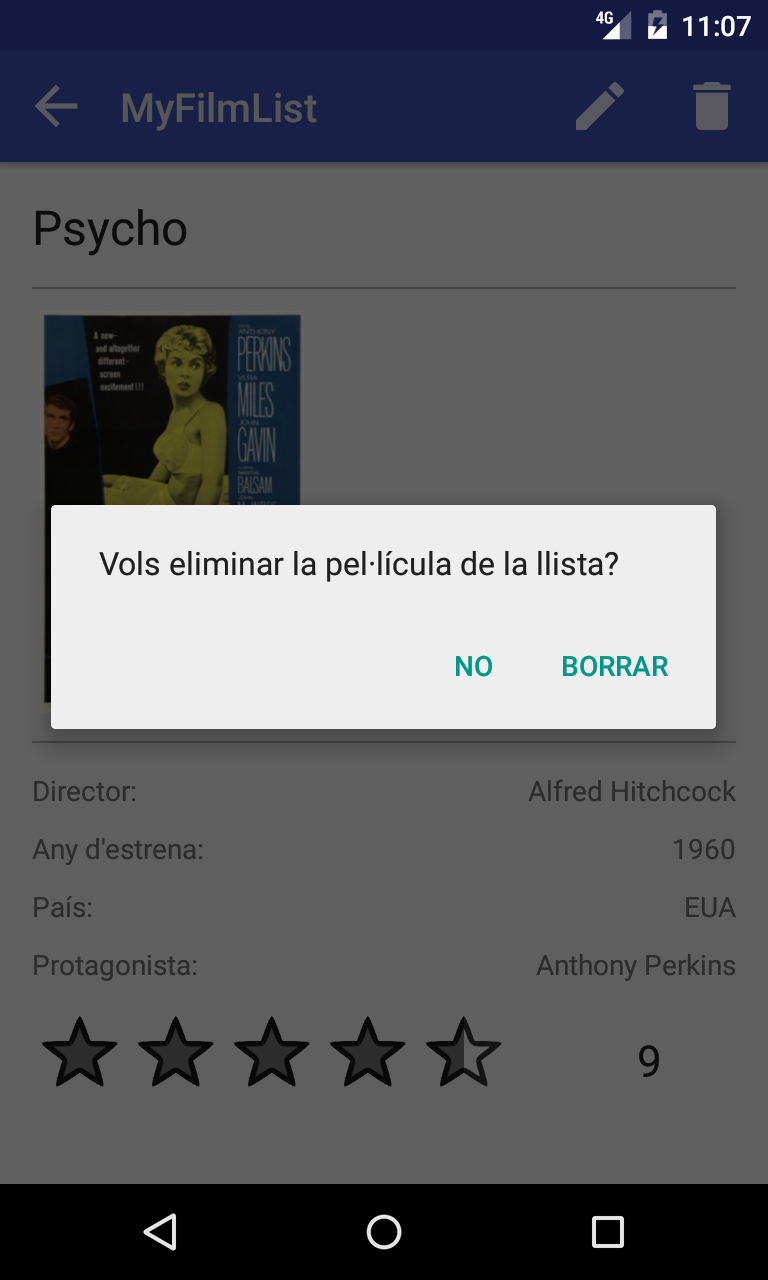 4G 11:07
MyFilmList
Psycho
A new-
and altogether
different-
screen
excitement!!!
ANTHONY
PERKINS
VERA
MILES
JOHN
GAVIN
MARTIN
BALSAM
JOHN
Vols eliminar la pel·lícula de la llista?
NO BORRAR
Director: Alfred Hitchcock
Any d'estrena: 1960
País: EUA
Protagonista: Anthony Perkins
9